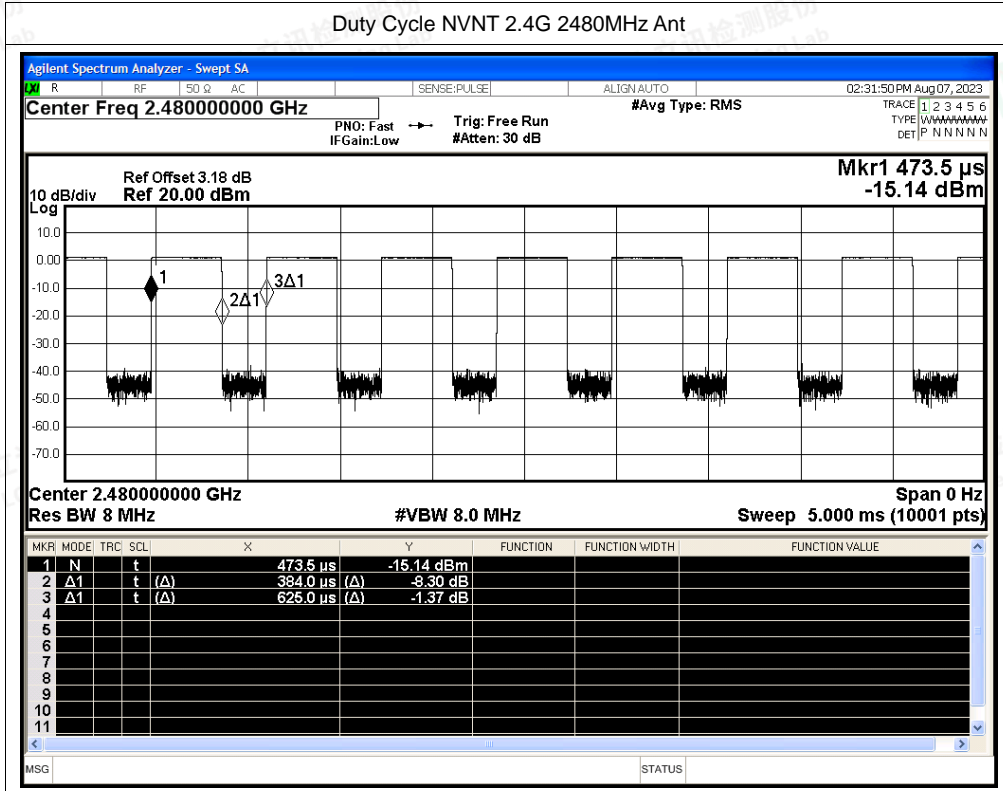 Duty Cycle NVNT 2.4G 2480MHz Ant
Agilent Spectrum Analyzer - Swept SA
LXI R RF 50 Ω AC SENSE:PULSE ALIGN AUTO 02:31:50 PM Aug 07, 2023
Center Freq 2.480000000 GHz #Avg Type: RMS TRACE 1 2 3 4 5 6
PNO: Fast Trig: Free Run TYPE
IFGain:Low #Atten: 30 dB DET P N N N N N
Mkr1 473.5 µs
Ref Offset 3.18 dB
10 dB/div Ref 20.00 dBm -15.14 dBm
Log
10.0
0.00
1 3Δ1
-10.0
2Δ1
-20.0
-30.0
-40.0
-50.0
-60.0
-70.0
Center 2.480000000 GHz Span 0 Hz
Res BW 8 MHz #VBW 8.0 MHz Sweep 5.000 ms (10001 pts)
MKR MODE TRC SCL X Y FUNCTION FUNCTION WIDTH FUNCTION VALUE
1 N t 473.5 µs -15.14 dBm
2 Δ1 t (Δ) 384.0 µs (Δ) -8.30 dB
3 Δ1 t (Δ) 625.0 µs (Δ) -1.37 dB
4
5
6
7
8
9
10
11
MSG STATUS